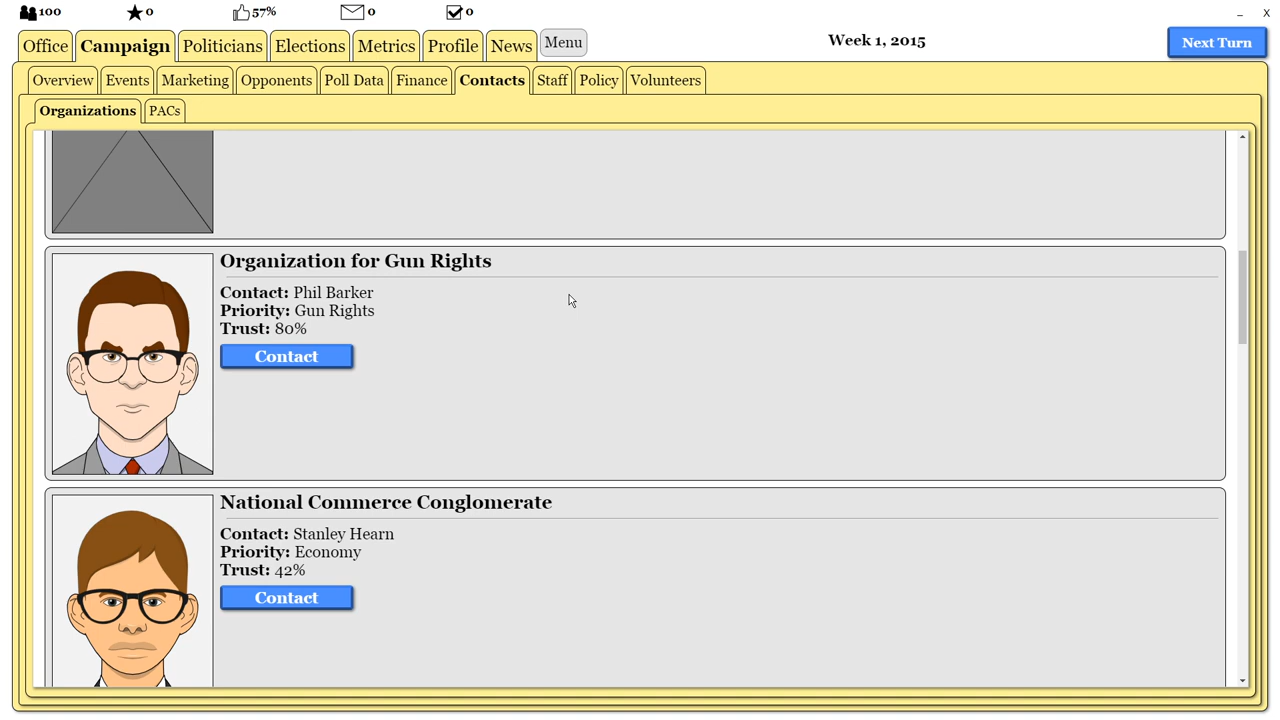 100 0 57% 0 0 _ X
Office Campaign Politicians Elections Metrics Profile News Menu Week 1, 2015 Next Turn
Overview Events Marketing Opponents Poll Data Finance Contacts Staff Policy Volunteers
Organizations PACs
Organization for Gun Rights
Contact: Phil Barker
Priority: Gun Rights
Trust: 80%
Contact
National Commerce Conglomerate
Contact: Stanley Hearn
Priority: Economy
Trust: 42%
Contact